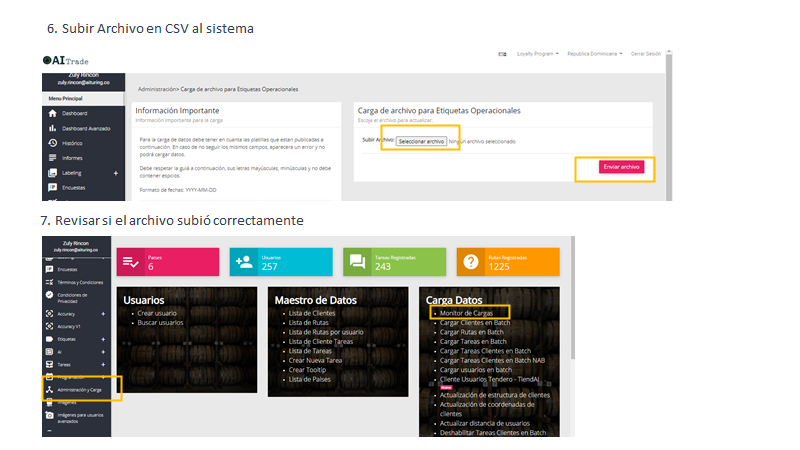 6. Subir Archivo en CSV al sistema
AITrade
Loyalty Program
Republica Dominicana
Cerrar Sesión
Zuly Rincon
zuly.rincon@aituring.co
Menu Principal
Dashboard
Dashboard Avanzado
Histórico
Informes
Labeling +
Encuestas
Administración> Carga de archivo para Etiquetas Operacionales
Información Importante
Información importante para la carga
Para la carga de datos debe tener en cuenta las platillas que estan publicadas a
continuación. En caso de no seguir los mismos campos, aparecera un error y no
podrá cargar datos.
Debe respetar la guía a continuación, sus letras mayúsculas, minúsculas y no debe
contener espcios.
Formato de fechas: YYYY-MM-DD
Carga de archivo para Etiquetas Operacionales
Escoja el archivo para actualizar.
Subir Archivo: Seleccionar archivo Ningún archivo seleccionado
Enviar archivo
7. Revisar si el archivo subió correctamente
Zuly Rincon
zuly.rincon@aituring.co
Encuestas
Términos y Condiciones
Condiciones de
Privacidad
Accuracy +
Accuracy V1
Etiquetas +
AI +
Tareas +
Administración y Carga
Imágenes
Imágenes para usuarios
avanzados
Paises
6
Usuarios
257
Tareas Registradas
243
Rutas Registradas
1225
Usuarios
• Crear usuario
• Buscar usuarios
Maestro de Datos
• Lista de Clientes
• Lista de Rutas
• Lista de Rutas por usuario
• Lista de Cliente Tareas
• Lista de Tareas
• Crear Nueva Tarea
• Crear Tooltip
• Lista de Países
Carga Datos
• Monitor de Cargas
• Cargar Clientes en Batch
• Cargar Rutas en Batch
• Cargar Tareas en Batch
• Cargar Tareas Clientes en Batch
• Cargar Tareas Clientes en Batch NAB
• Cargar usuarios en batch
• Cliente Usuarios Tendero - TiendAI
• Actualización de estructura de clientes
• Actualización de coordenadas de
clientes
• Actualizar distancia de usuarios
• Deshabilitar Tareas Clientes en Batch